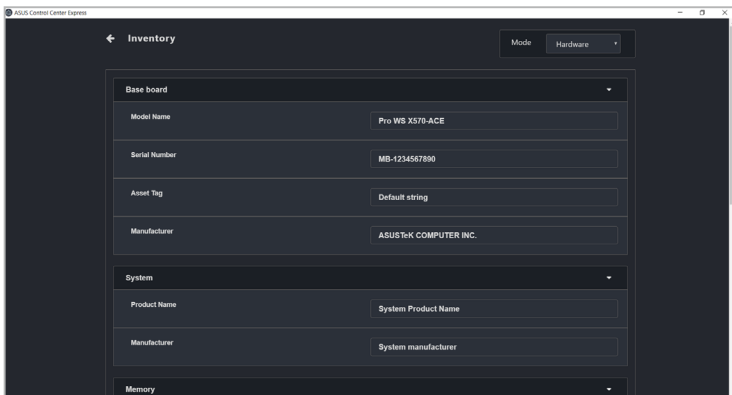 ASUS Control Center Express
Inventory
Mode Hardware
Base board
Model Name Pro WS X570-ACE
Serial Number MB-1234567890
Asset Tag Default string
Manufacturer ASUSTeK COMPUTER INC.
System
Product Name System Product Name
Manufacturer System manufacturer
Memory